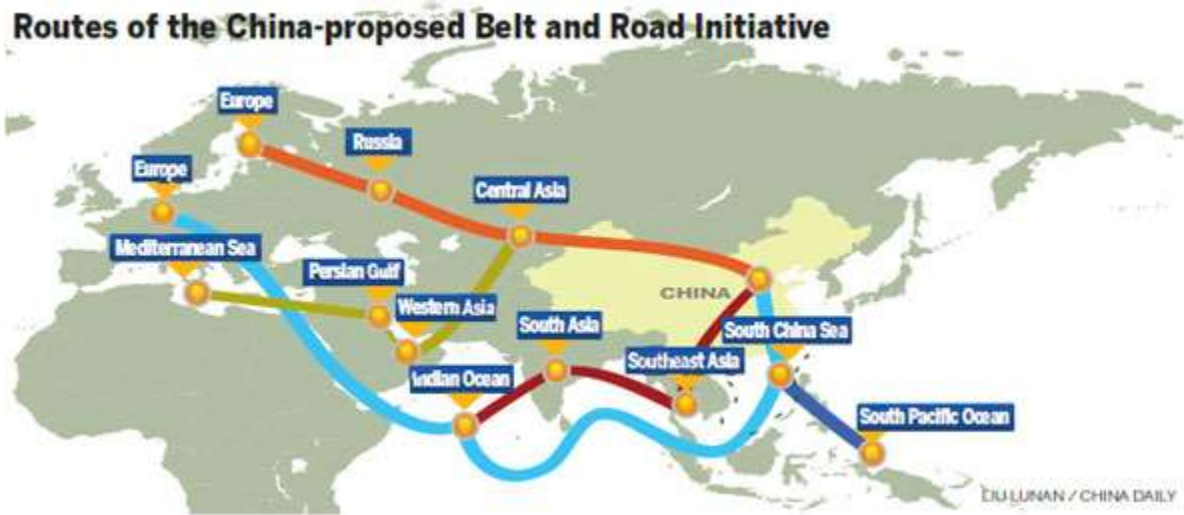 Routes of the China-proposed Belt and Road Initiative
Europe
Russia
Europe
Central Asia
Mediterranean Sea
Persian Gulf
CHINA
Western Asia
South Asia
South China Sea
Southeast Asia
Indian Ocean
South Pacific Ocean
LIU LUNAN / CHINA DAILY